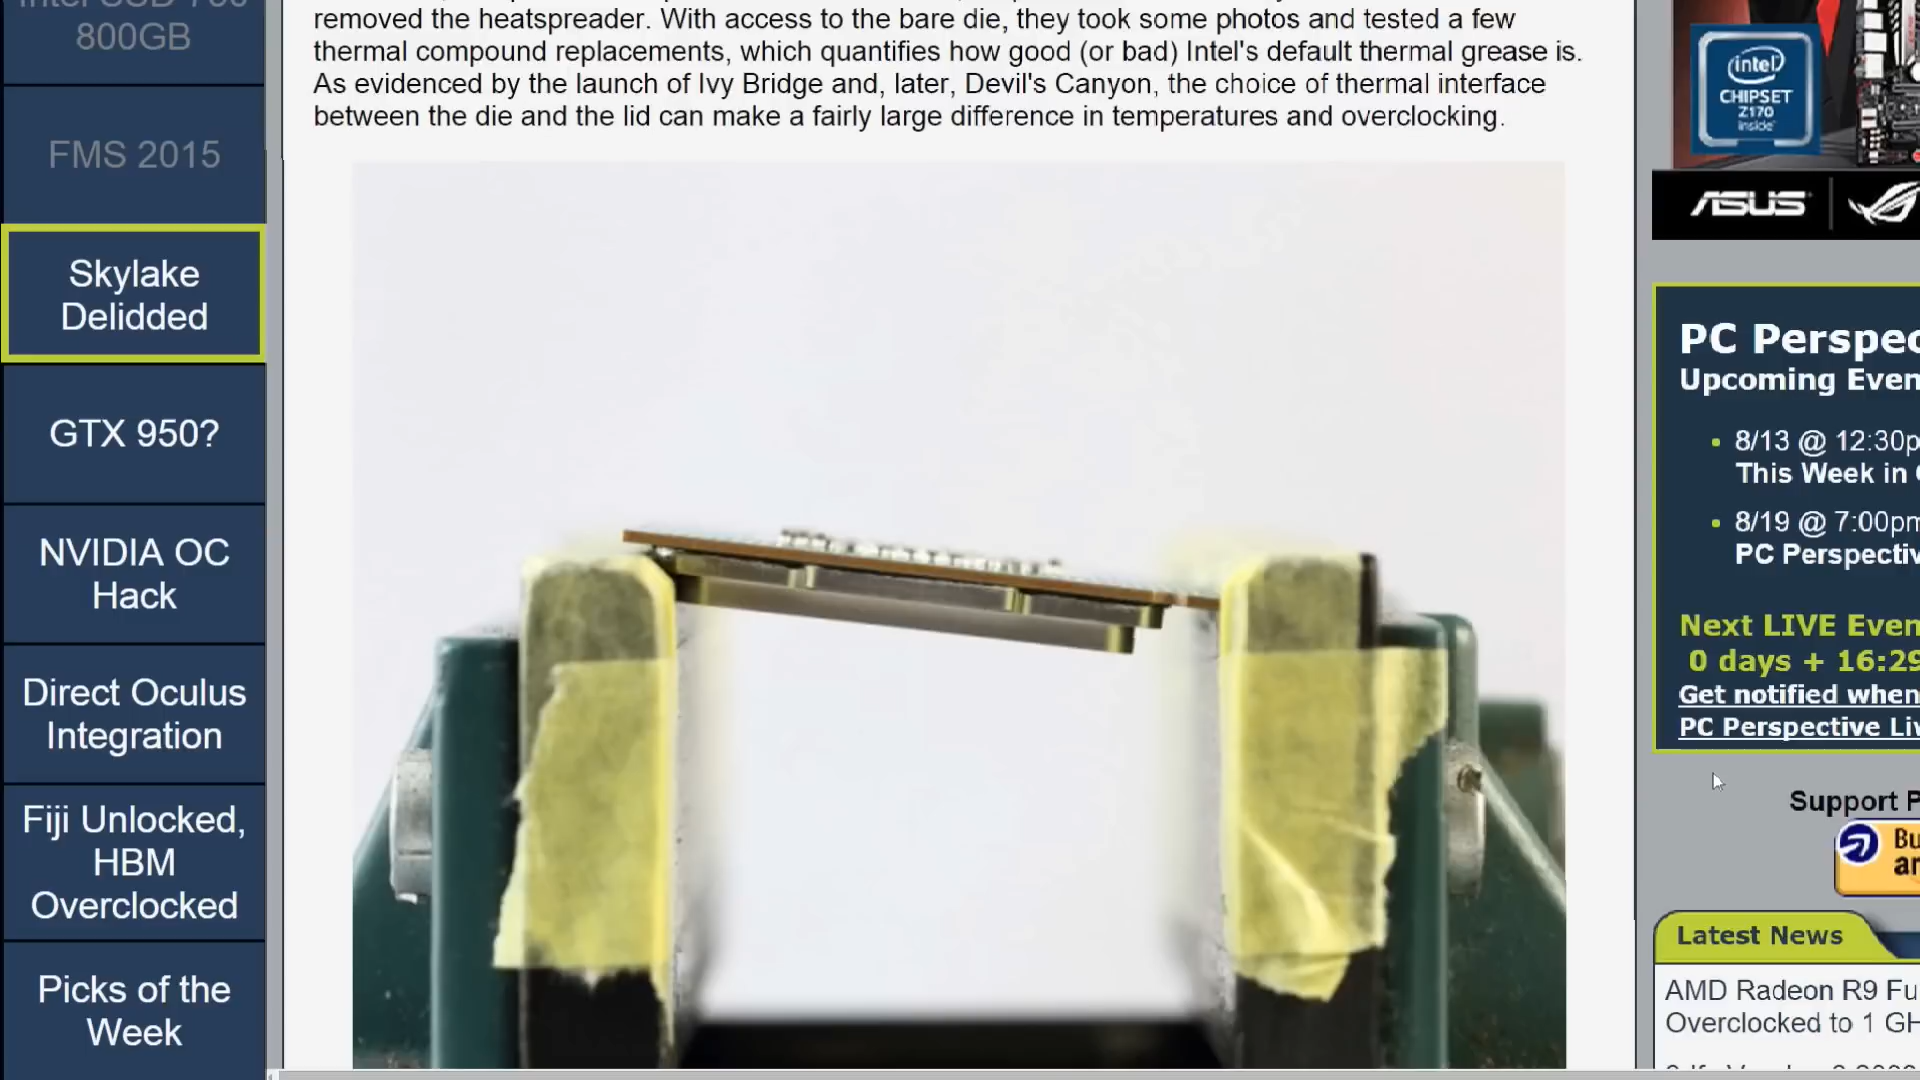 800GB
FMS 2015
Skylake
Delidded
GTX 950?
NVIDIA OC
Hack
Direct Oculus
Integration
Fiji Unlocked,
HBM
Overclocked
Picks of the
Week
removed the heatspreader. With access to the bare die, they took some photos and tested a few
thermal compound replacements, which quantifies how good (or bad) Intel's default thermal grease is.
As evidenced by the launch of Ivy Bridge and, later, Devil's Canyon, the choice of thermal interface
between the die and the lid can make a fairly large difference in temperatures and overclocking.
intel
CHIPSET
Z170
inside
ASUS
PC Perspec
Upcoming Even
8/13 @ 12:30p
This Week in
8/19 @ 7:00pm
PC Perspectiv
Next LIVE Even
0 days + 16:29
Get notified when
PC Perspective Liv
Support P
Bu
an
Latest News
AMD Radeon R9 Fu
Overclocked to 1 GH